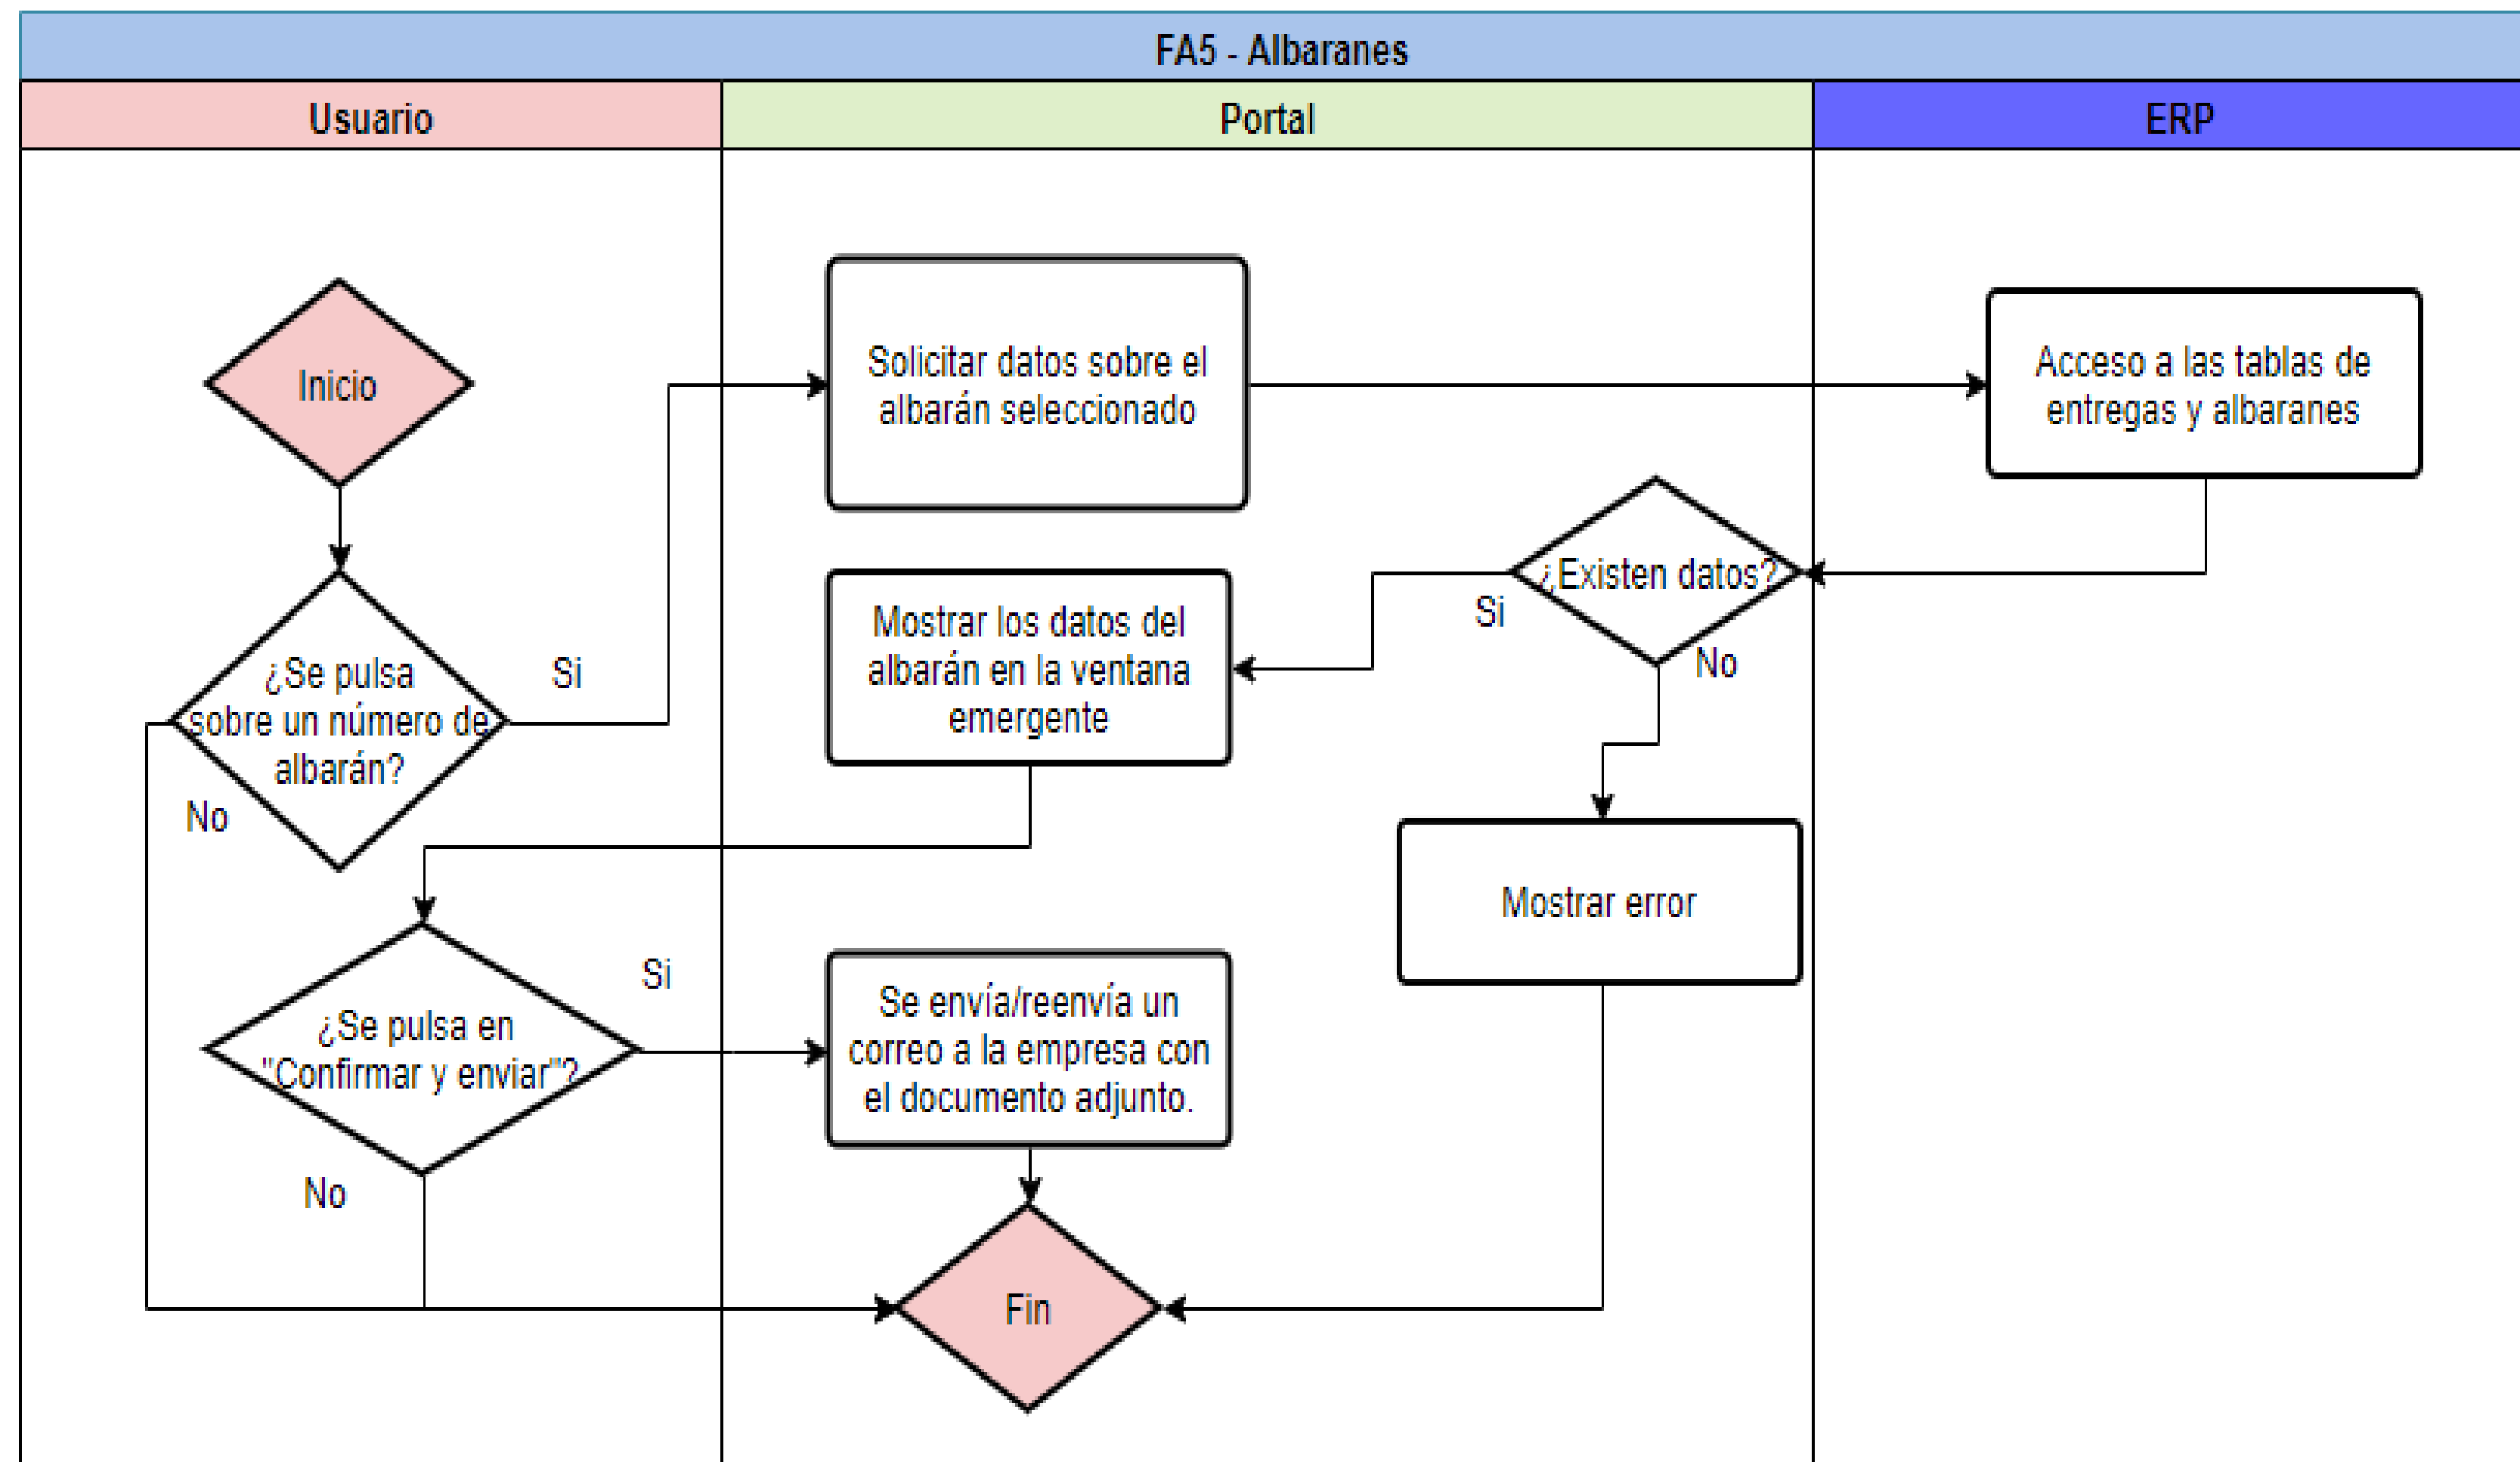 FA5 - Albaranes
Usuario
Portal
ERP
Inicio
Solicitar datos sobre el
albarán seleccionado
Acceso a las tablas de
entregas y albaranes
¿Existen datos?
Si
No
Mostrar los datos del
albarán en la ventana
emergente
¿Se pulsa
sobre un número de
albarán?
Si
No
Mostrar error
¿Se pulsa en
"Confirmar y enviar"?
Si
No
Se envía/reenvía un
correo a la empresa con
el documento adjunto.
Fin